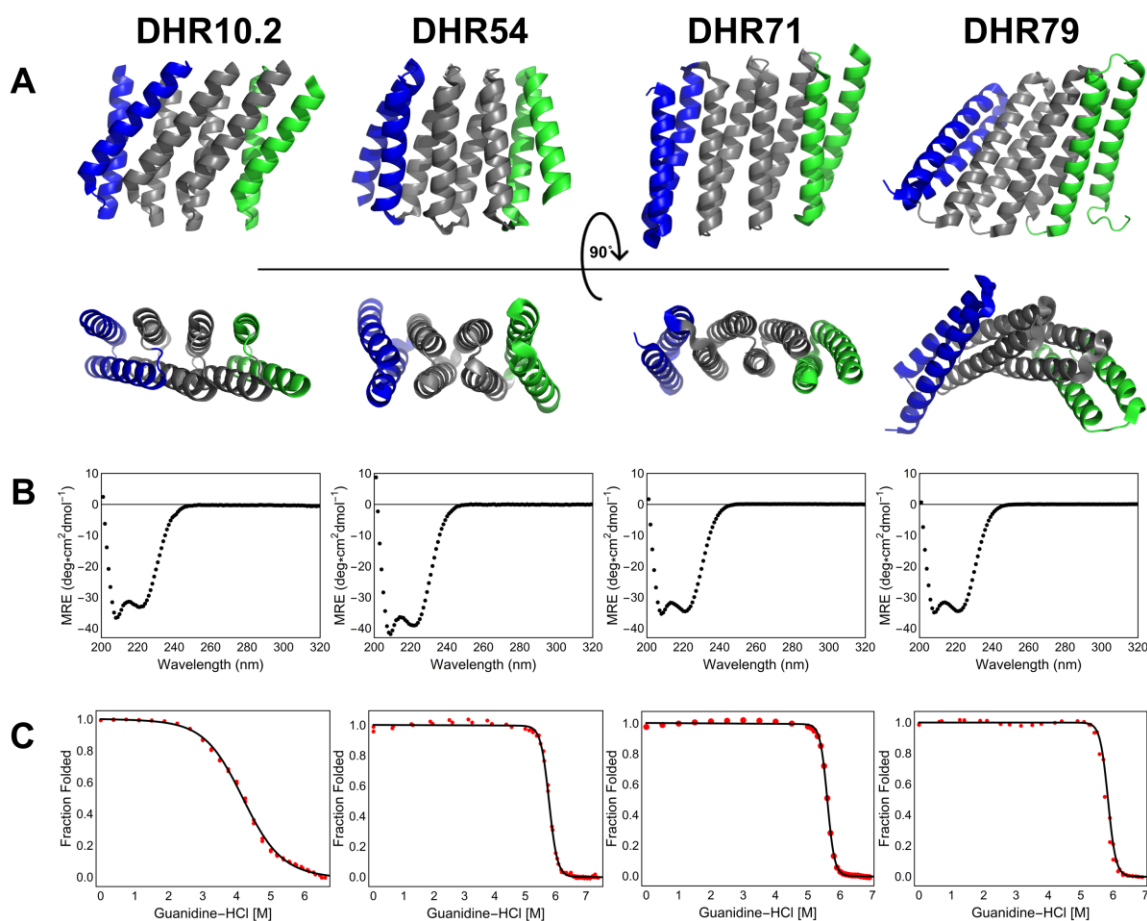 DHR10.2 DHR54 DHR71 DHR79
A
90°
B
10 10 10 10
0 0 0 0
−10 −10 −10 −10
−20 −20 −20 −20
−30 −30 −30 −30
−40 −40 −40 −40
MRE (deg*cm²dmol⁻¹) MRE (deg*cm²dmol⁻¹) MRE (deg*cm²dmol⁻¹) MRE (deg*cm²dmol⁻¹)
200 220 240 260 280 300 320 200 220 240 260 280 300 320 200 220 240 260 280 300 320 200 220 240 260 280 300 320
Wavelength (nm) Wavelength (nm) Wavelength (nm) Wavelength (nm)
C
1.0 1.0 1.0 1.0
0.8 0.8 0.8 0.8
0.6 0.6 0.6 0.6
0.4 0.4 0.4 0.4
0.2 0.2 0.2 0.2
0.0 0.0 0.0 0.0
Fraction Folded Fraction Folded Fraction Folded Fraction Folded
0 1 2 3 4 5 6 0 1 2 3 4 5 6 7 0 1 2 3 4 5 6 7 0 1 2 3 4 5 6 7
Guanidine−HCl [M] Guanidine−HCl [M] Guanidine−HCl [M] Guanidine−HCl [M]